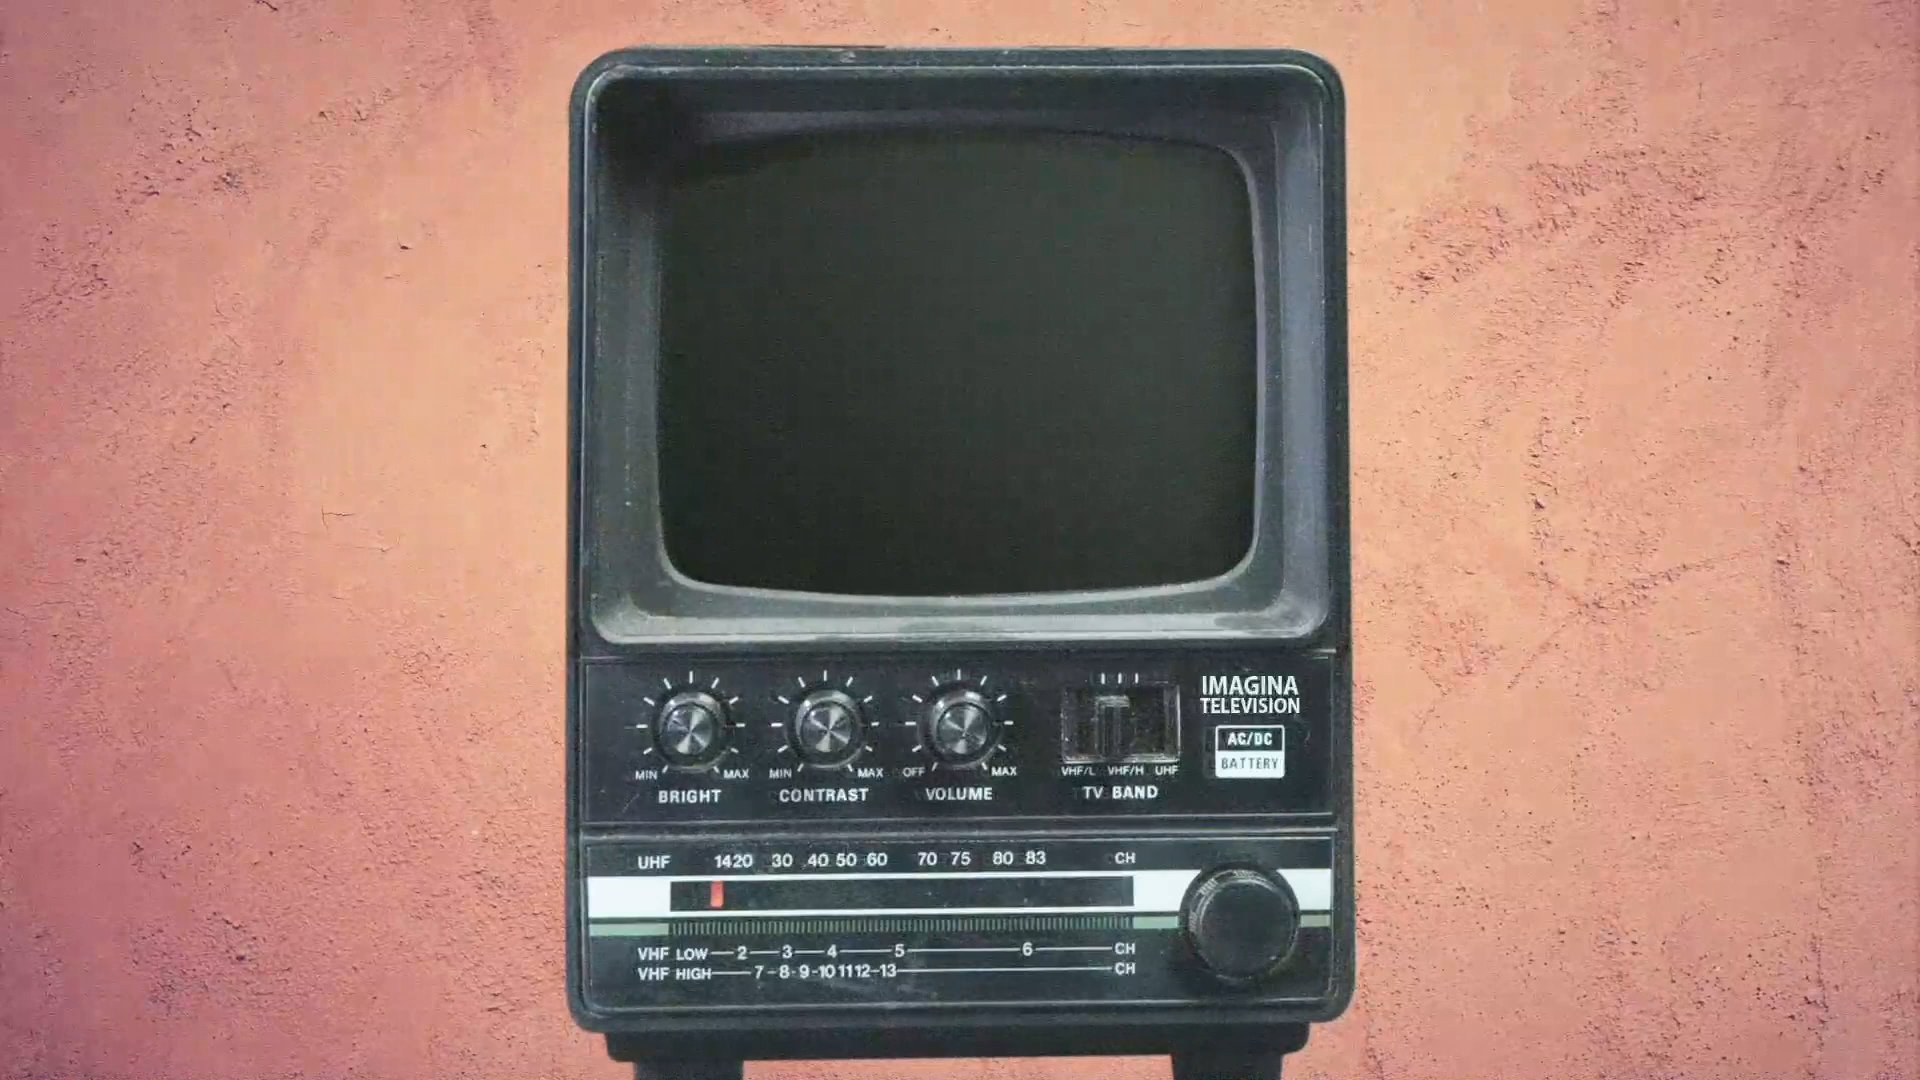 IMAGINA
TELEVISION
AC/DC
BATTERY
MIN MAX MIN MAX OFF MAX VHF/L VHF/H UHF
BRIGHT CONTRAST VOLUME TV BAND
UHF 14 20 30 40 50 60 70 75 80 83 CH
VHF LOW 2 3 4 5 6 CH
VHF HIGH 7-8-9-10 11 12-13 CH